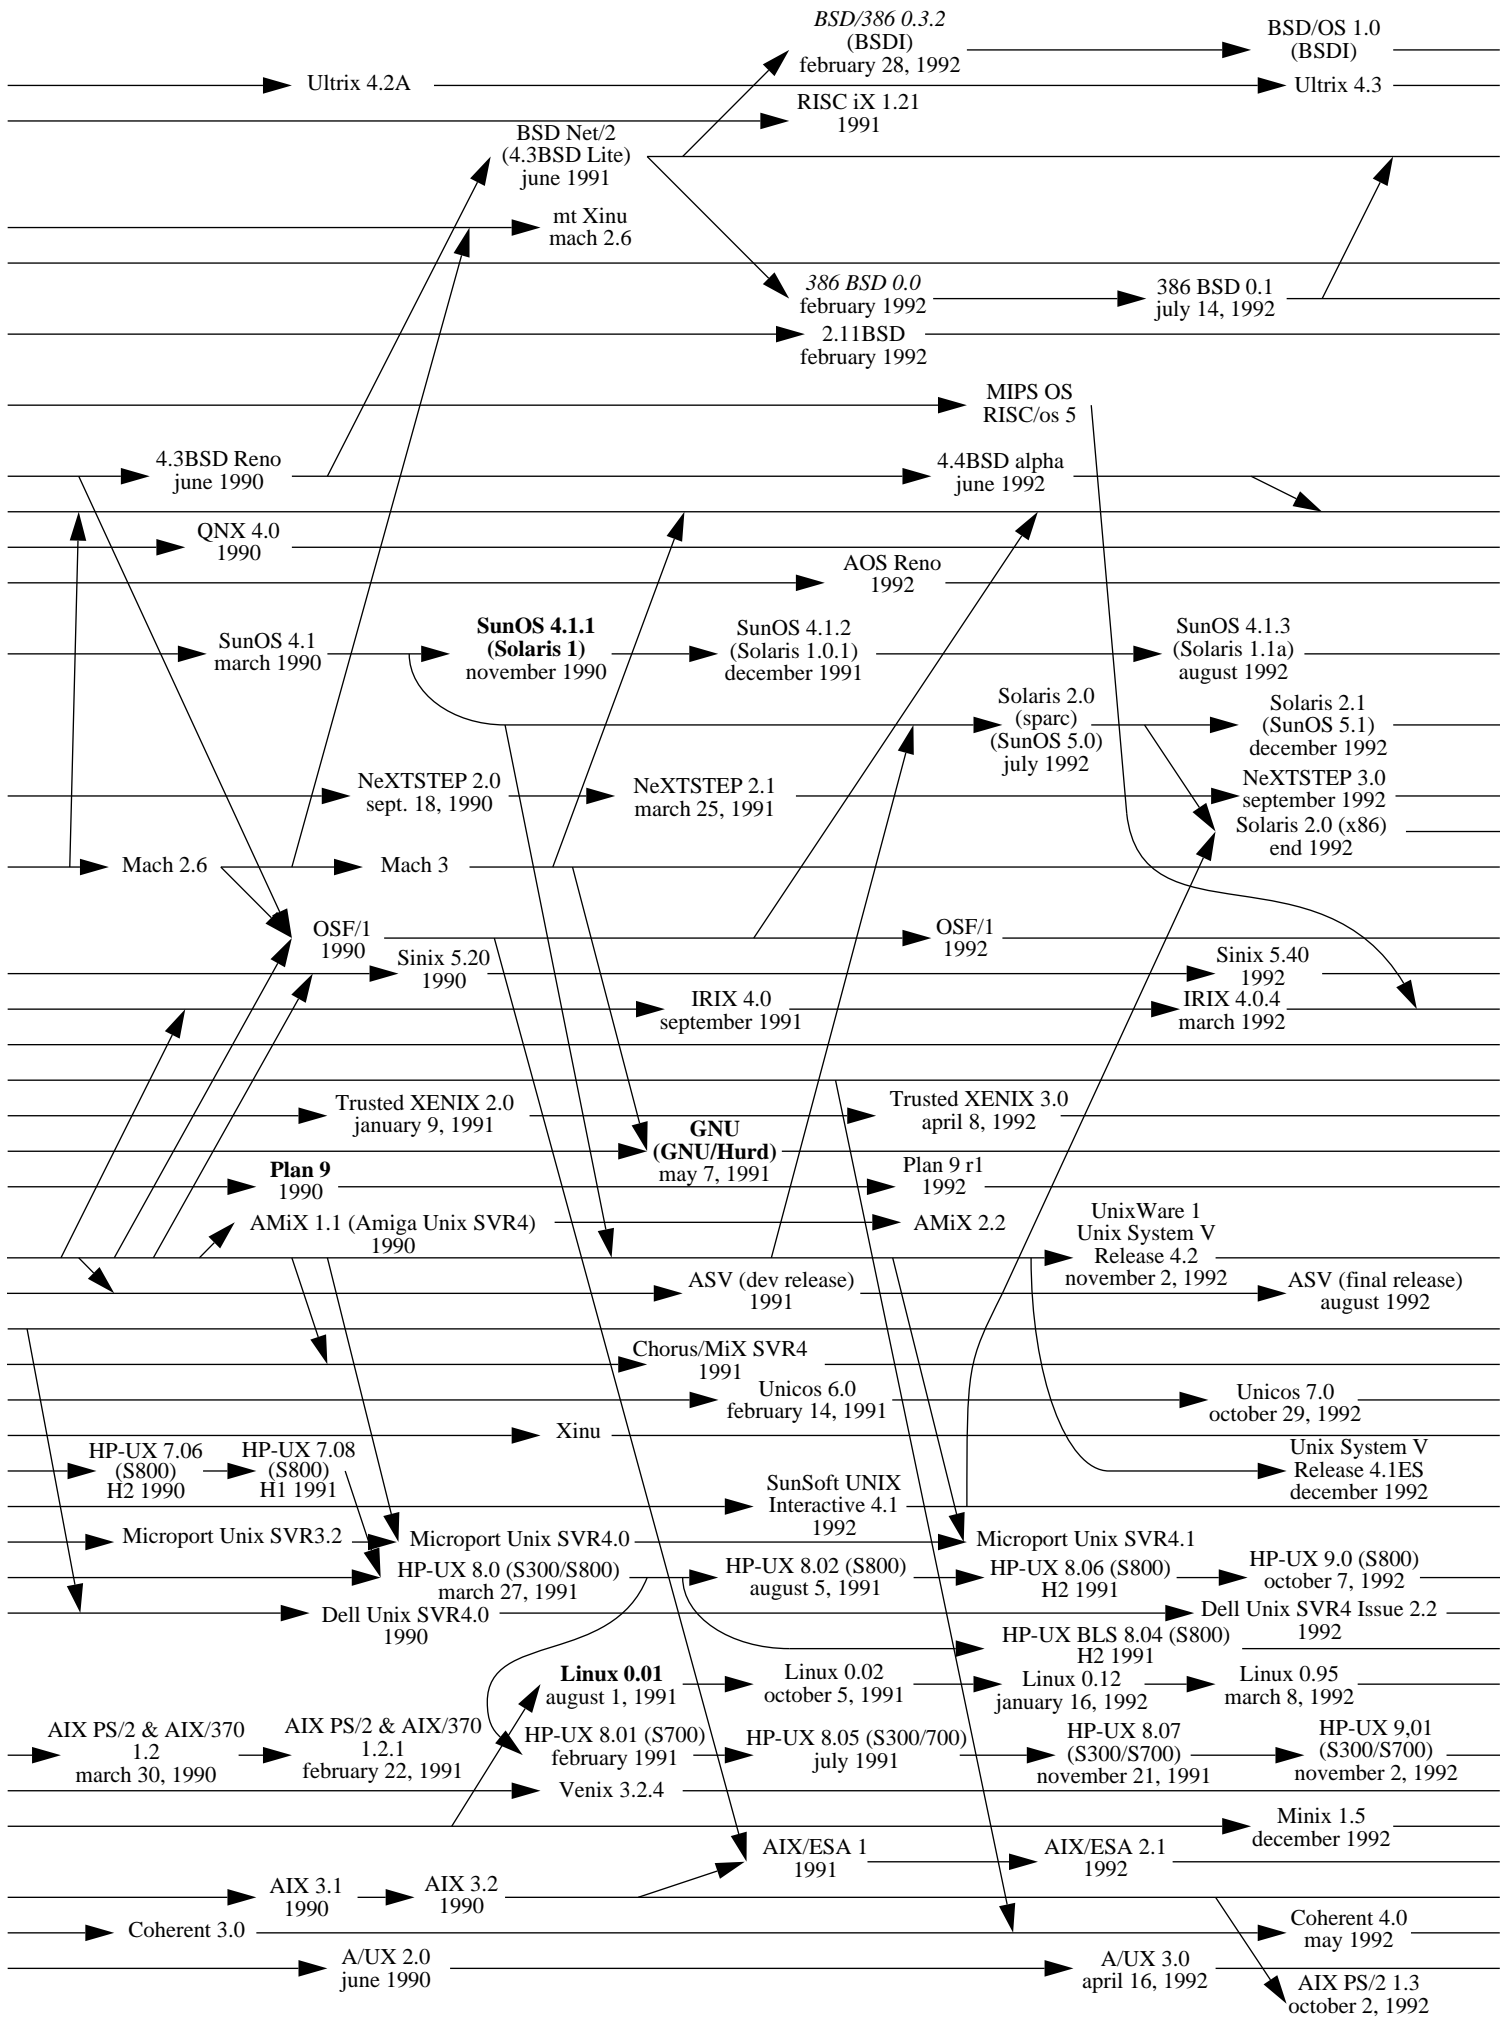 BSD/386 0.3.2
(BSDI)
february 28, 1992
BSD/OS 1.0
(BSDI)
Ultrix 4.2A
Ultrix 4.3
RISC iX 1.21
1991
BSD Net/2
(4.3BSD Lite)
june 1991
mt Xinu
mach 2.6
386 BSD 0.0
february 1992
386 BSD 0.1
july 14, 1992
2.11BSD
february 1992
MIPS OS
RISC/os 5
4.3BSD Reno
june 1990
4.4BSD alpha
june 1992
QNX 4.0
1990
AOS Reno
1992
SunOS 4.1
march 1990
SunOS 4.1.1
(Solaris 1)
november 1990
SunOS 4.1.2
(Solaris 1.0.1)
december 1991
SunOS 4.1.3
(Solaris 1.1a)
august 1992
Solaris 2.0
(sparc)
(SunOS 5.0)
july 1992
Solaris 2.1
(SunOS 5.1)
december 1992
NeXTSTEP 2.0
sept. 18, 1990
NeXTSTEP 2.1
march 25, 1991
NeXTSTEP 3.0
september 1992
Solaris 2.0 (x86)
end 1992
Mach 2.6
Mach 3
OSF/1
1990
OSF/1
1992
Sinix 5.20
1990
Sinix 5.40
1992
IRIX 4.0
september 1991
IRIX 4.0.4
march 1992
Trusted XENIX 2.0
january 9, 1991
Trusted XENIX 3.0
april 8, 1992
GNU
(GNU/Hurd)
may 7, 1991
Plan 9
1990
Plan 9 r1
1992
AMiX 1.1 (Amiga Unix SVR4)
1990
AMiX 2.2
UnixWare 1
Unix System V
Release 4.2
november 2, 1992
ASV (dev release)
1991
ASV (final release)
august 1992
Chorus/MiX SVR4
1991
Unicos 6.0
february 14, 1991
Unicos 7.0
october 29, 1992
Xinu
HP-UX 7.06
(S800)
H2 1990
HP-UX 7.08
(S800)
H1 1991
Unix System V
Release 4.1ES
december 1992
SunSoft UNIX
Interactive 4.1
1992
Microport Unix SVR3.2
Microport Unix SVR4.0
Microport Unix SVR4.1
HP-UX 8.0 (S300/S800)
march 27, 1991
HP-UX 8.02 (S800)
august 5, 1991
HP-UX 8.06 (S800)
H2 1991
HP-UX 9.0 (S800)
october 7, 1992
Dell Unix SVR4.0
1990
Dell Unix SVR4 Issue 2.2
1992
HP-UX BLS 8.04 (S800)
H2 1991
Linux 0.01
august 1, 1991
Linux 0.02
october 5, 1991
Linux 0.12
january 16, 1992
Linux 0.95
march 8, 1992
AIX PS/2 & AIX/370
1.2
march 30, 1990
AIX PS/2 & AIX/370
1.2.1
february 22, 1991
HP-UX 8.01 (S700)
february 1991
HP-UX 8.05 (S300/700)
july 1991
HP-UX 8.07
(S300/S700)
november 21, 1991
HP-UX 9,01
(S300/S700)
november 2, 1992
Venix 3.2.4
Minix 1.5
december 1992
AIX/ESA 1
1991
AIX/ESA 2.1
1992
AIX 3.1
1990
AIX 3.2
1990
Coherent 3.0
Coherent 4.0
may 1992
A/UX 2.0
june 1990
A/UX 3.0
april 16, 1992
AIX PS/2 1.3
october 2, 1992